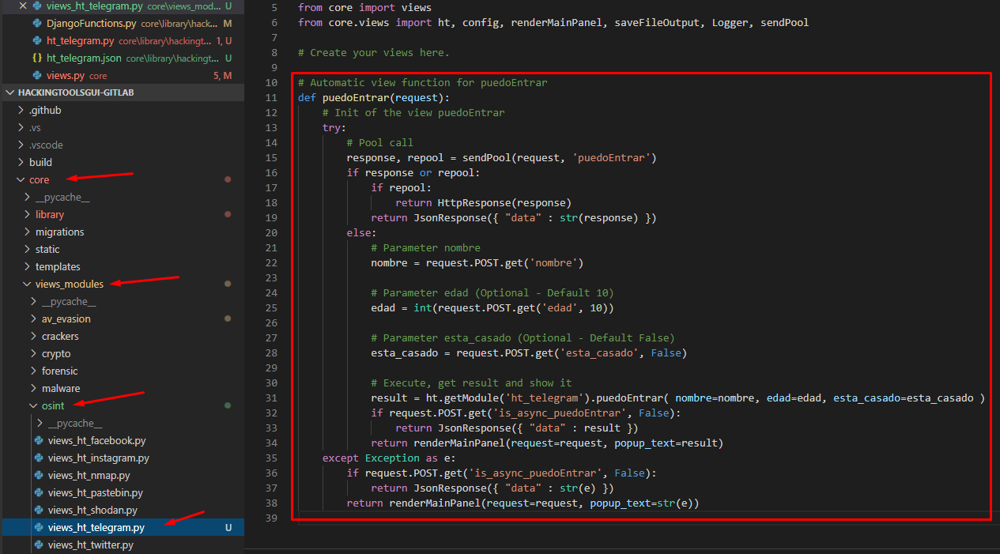 views_ht_telegram.py core\views_mod... U
DjangoFunctions.py core\library\hack... M
ht_telegram.py core\library\hackingt... 1, U
{} ht_telegram.json core\library\hackingt... U
views.py core 5, M
HACKINGTOOLSGUI-GITLAB
.github
.vs
.vscode
build
core
__pycache__
library
migrations
static
templates
views_modules
__pycache__
av_evasion
crackers
crypto
forensic
malware
osint
__pycache__
views_ht_facebook.py
views_ht_instagram.py
views_ht_nmap.py
views_ht_pastebin.py
views_ht_shodan.py
views_ht_telegram.py U
views_ht_twitter.py
5 from core import views
6 from core.views import ht, config, renderMainPanel, saveFileOutput, Logger, sendPool
7
8 # Create your views here.
9
10 # Automatic view function for puedoEntrar
11 def puedoEntrar(request):
12 # Init of the view puedoEntrar
13 try:
14 # Pool call
15 response, repool = sendPool(request, 'puedoEntrar')
16 if response or repool:
17 if repool:
18 return HttpResponse(response)
19 return JsonResponse({ "data" : str(response) })
20 else:
21 # Parameter nombre
22 nombre = request.POST.get('nombre')
23
24 # Parameter edad (Optional - Default 10)
25 edad = int(request.POST.get('edad', 10))
26
27 # Parameter esta_casado (Optional - Default False)
28 esta_casado = request.POST.get('esta_casado', False)
29
30 # Execute, get result and show it
31 result = ht.getModule('ht_telegram').puedoEntrar( nombre=nombre, edad=edad, esta_casado=esta_casado )
32 if request.POST.get('is_async_puedoEntrar', False):
33 return JsonResponse({ "data" : result })
34 return renderMainPanel(request=request, popup_text=result)
35 except Exception as e:
36 if request.POST.get('is_async_puedoEntrar', False):
37 return JsonResponse({ "data" : str(e) })
38 return renderMainPanel(request=request, popup_text=str(e))
39